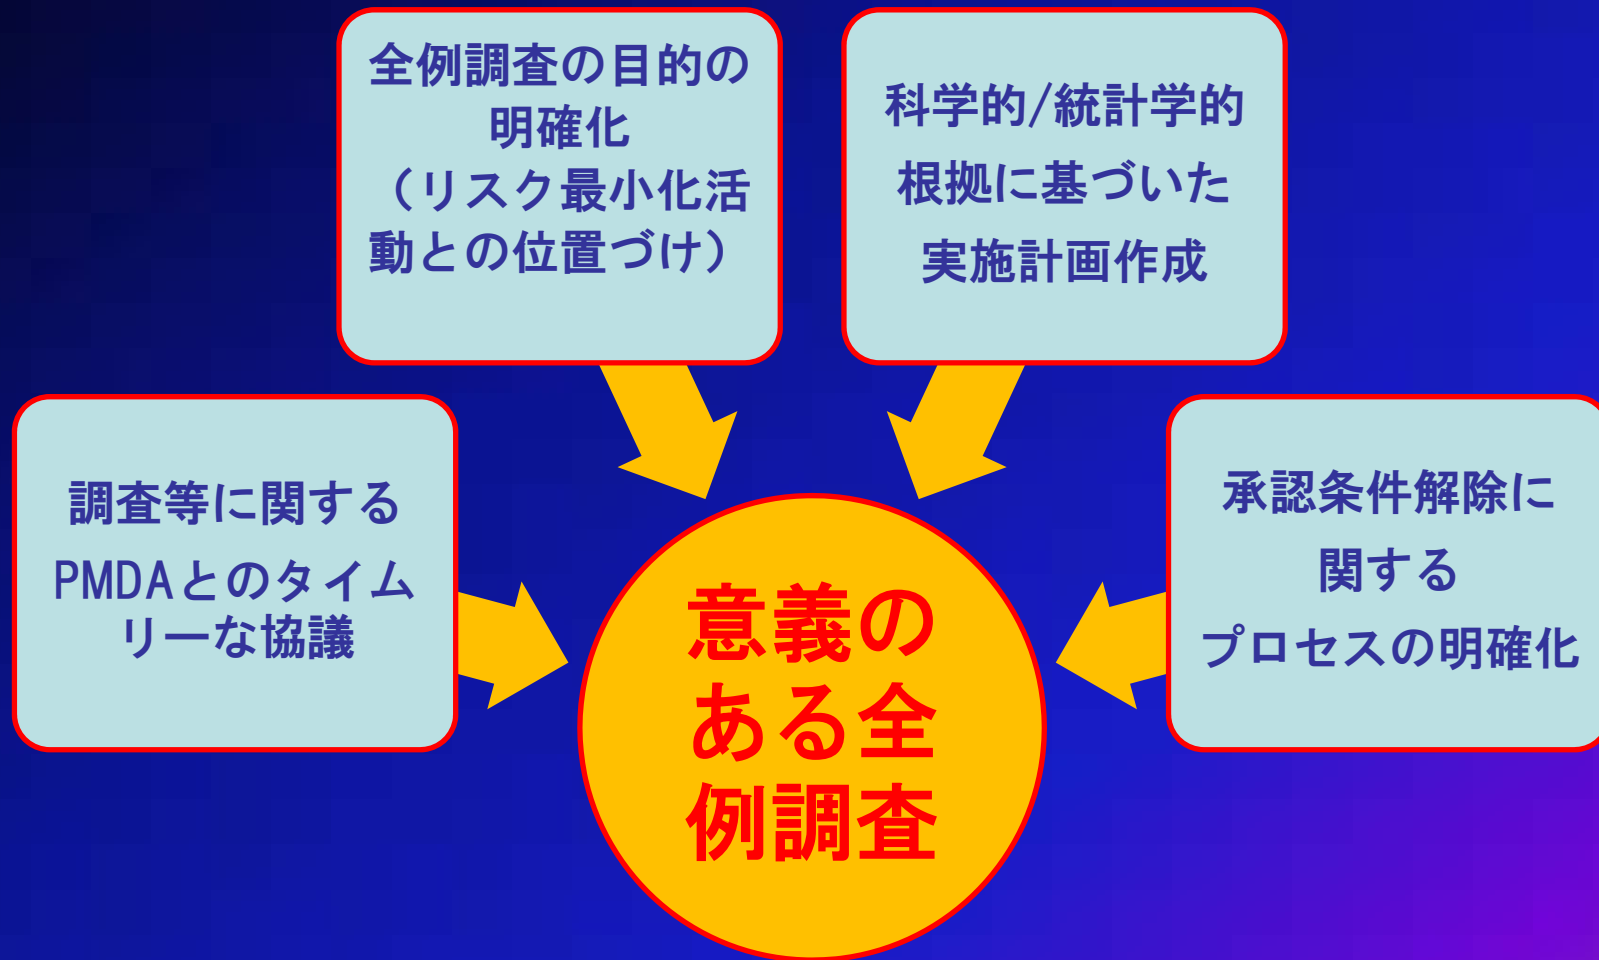 全例調査の目的の
明確化
（リスク最小化活
動との位置づけ）
科学的/統計学的
根拠に基づいた
実施計画作成
調査等に関する
PMDAとのタイム
リーな協議
承認条件解除に
関する
プロセスの明確化
意義の
ある全
例調査